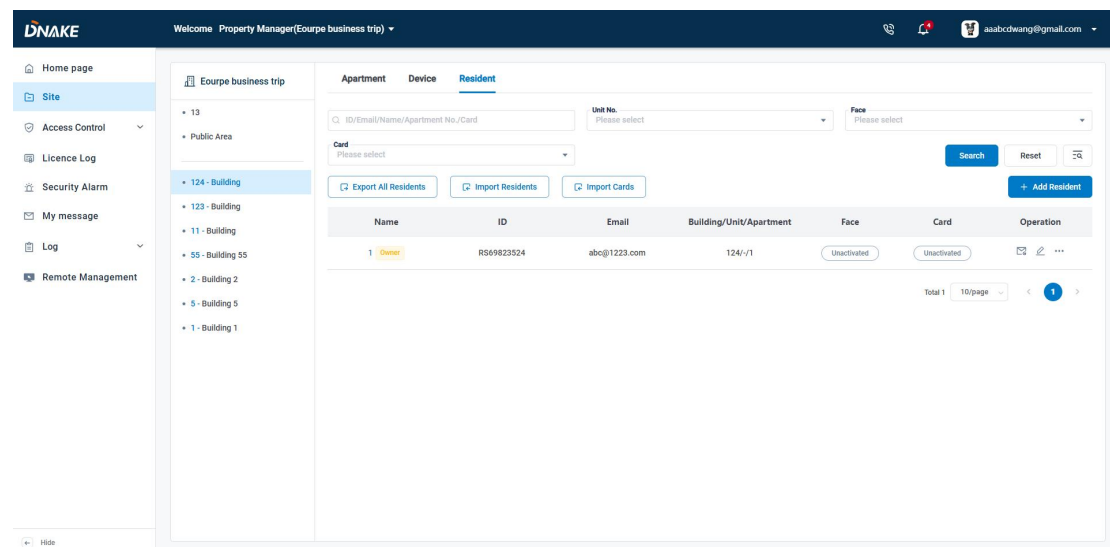 DNAKE
Welcome Property Manager(Eourpe business trip)
4
aaabcdwang@gmail.com
Home page
Site
Access Control
Licence Log
Security Alarm
My message
Log
Remote Management
Hide
Eourpe business trip
13
Public Area
124 - Building
123 - Building
11 - Building
55 - Building 55
2 - Building 2
5 - Building 5
1 - Building 1
Apartment Device Resident
ID/Email/Name/Apartment No./Card
Unit No.
Please select
Face
Please select
Card
Please select
Search Reset
Export All Residents Import Residents Import Cards + Add Resident
Name ID Email Building/Unit/Apartment Face Card Operation
1 Owner RS69823524 abc@1223.com 124/-/1 Unactivated Unactivated
Total 1 10/page < 1 >